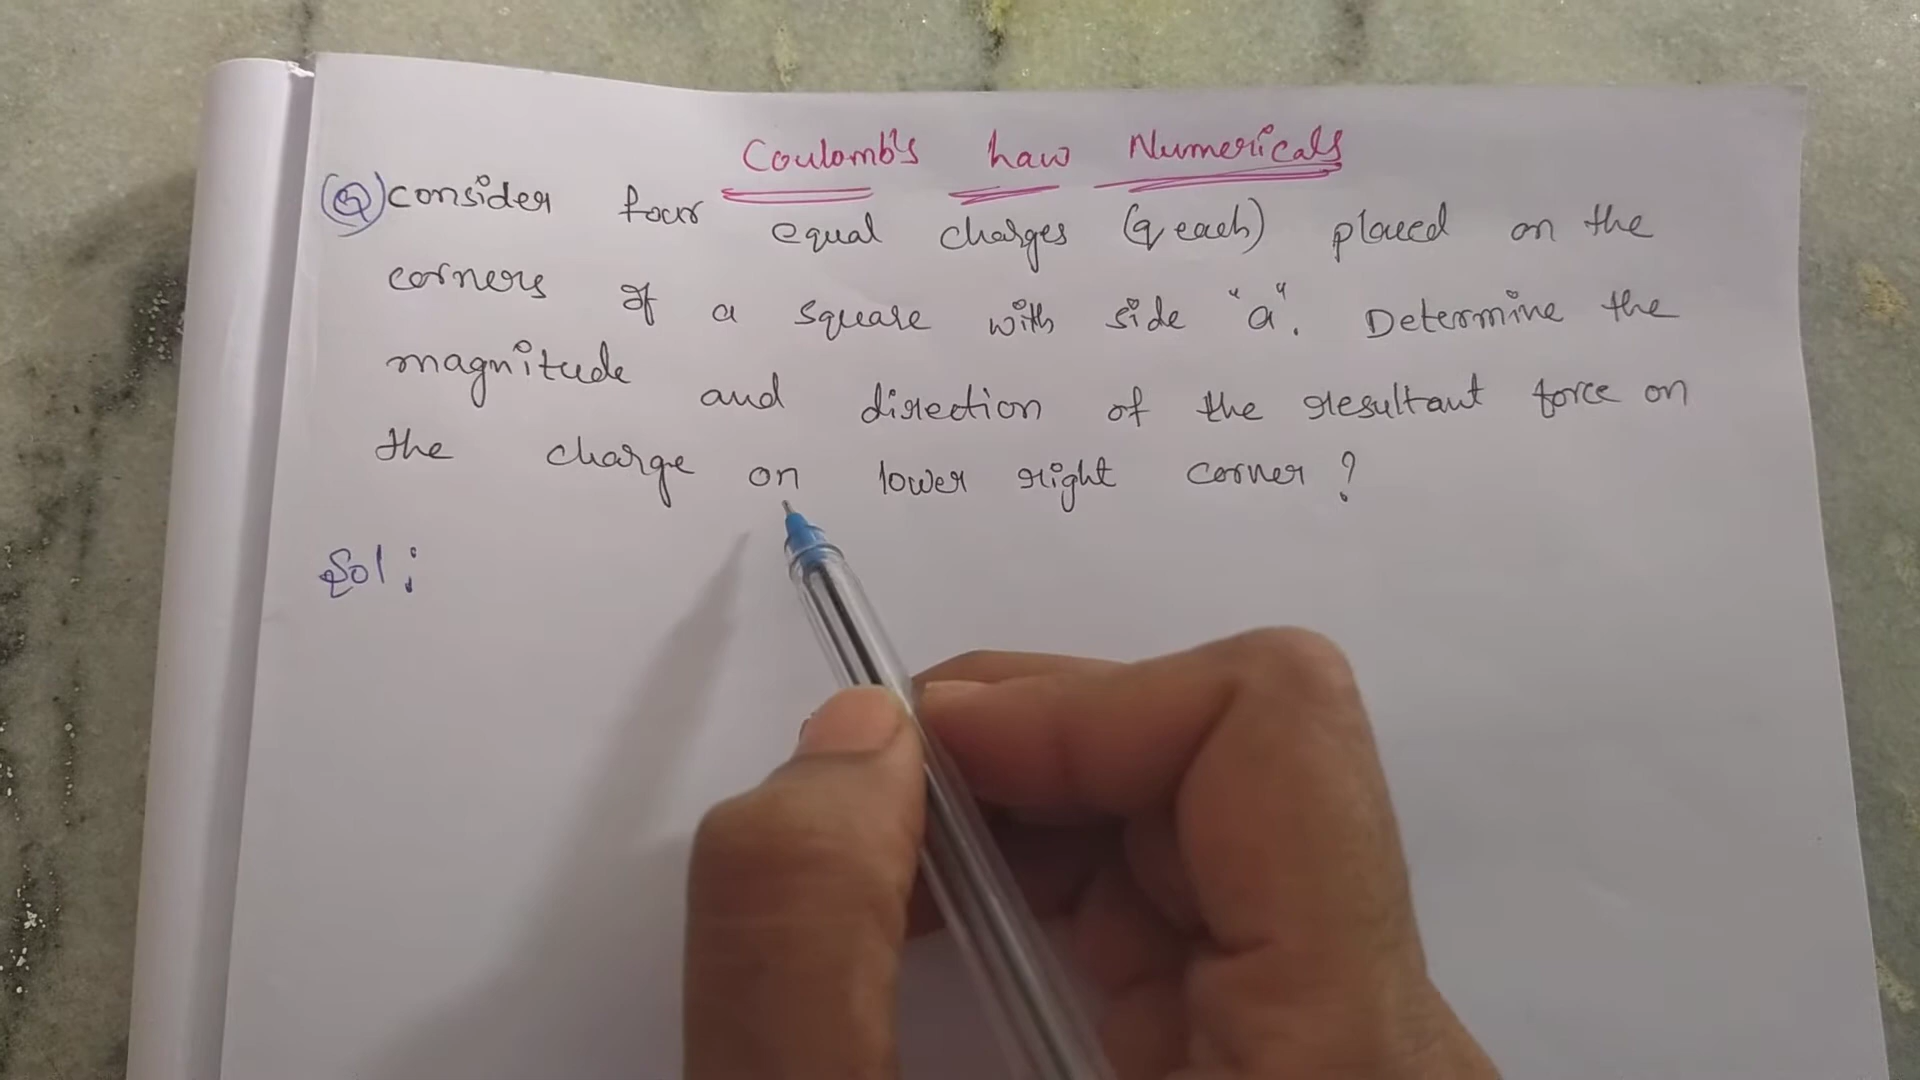 Coulomb's Law Numericals
(Q) consider four equal charges (q each) placed on the
corners of a square with side "a". Determine the
magnitude and direction of the resultant force on
the charge on lower right corner ?
Sol :